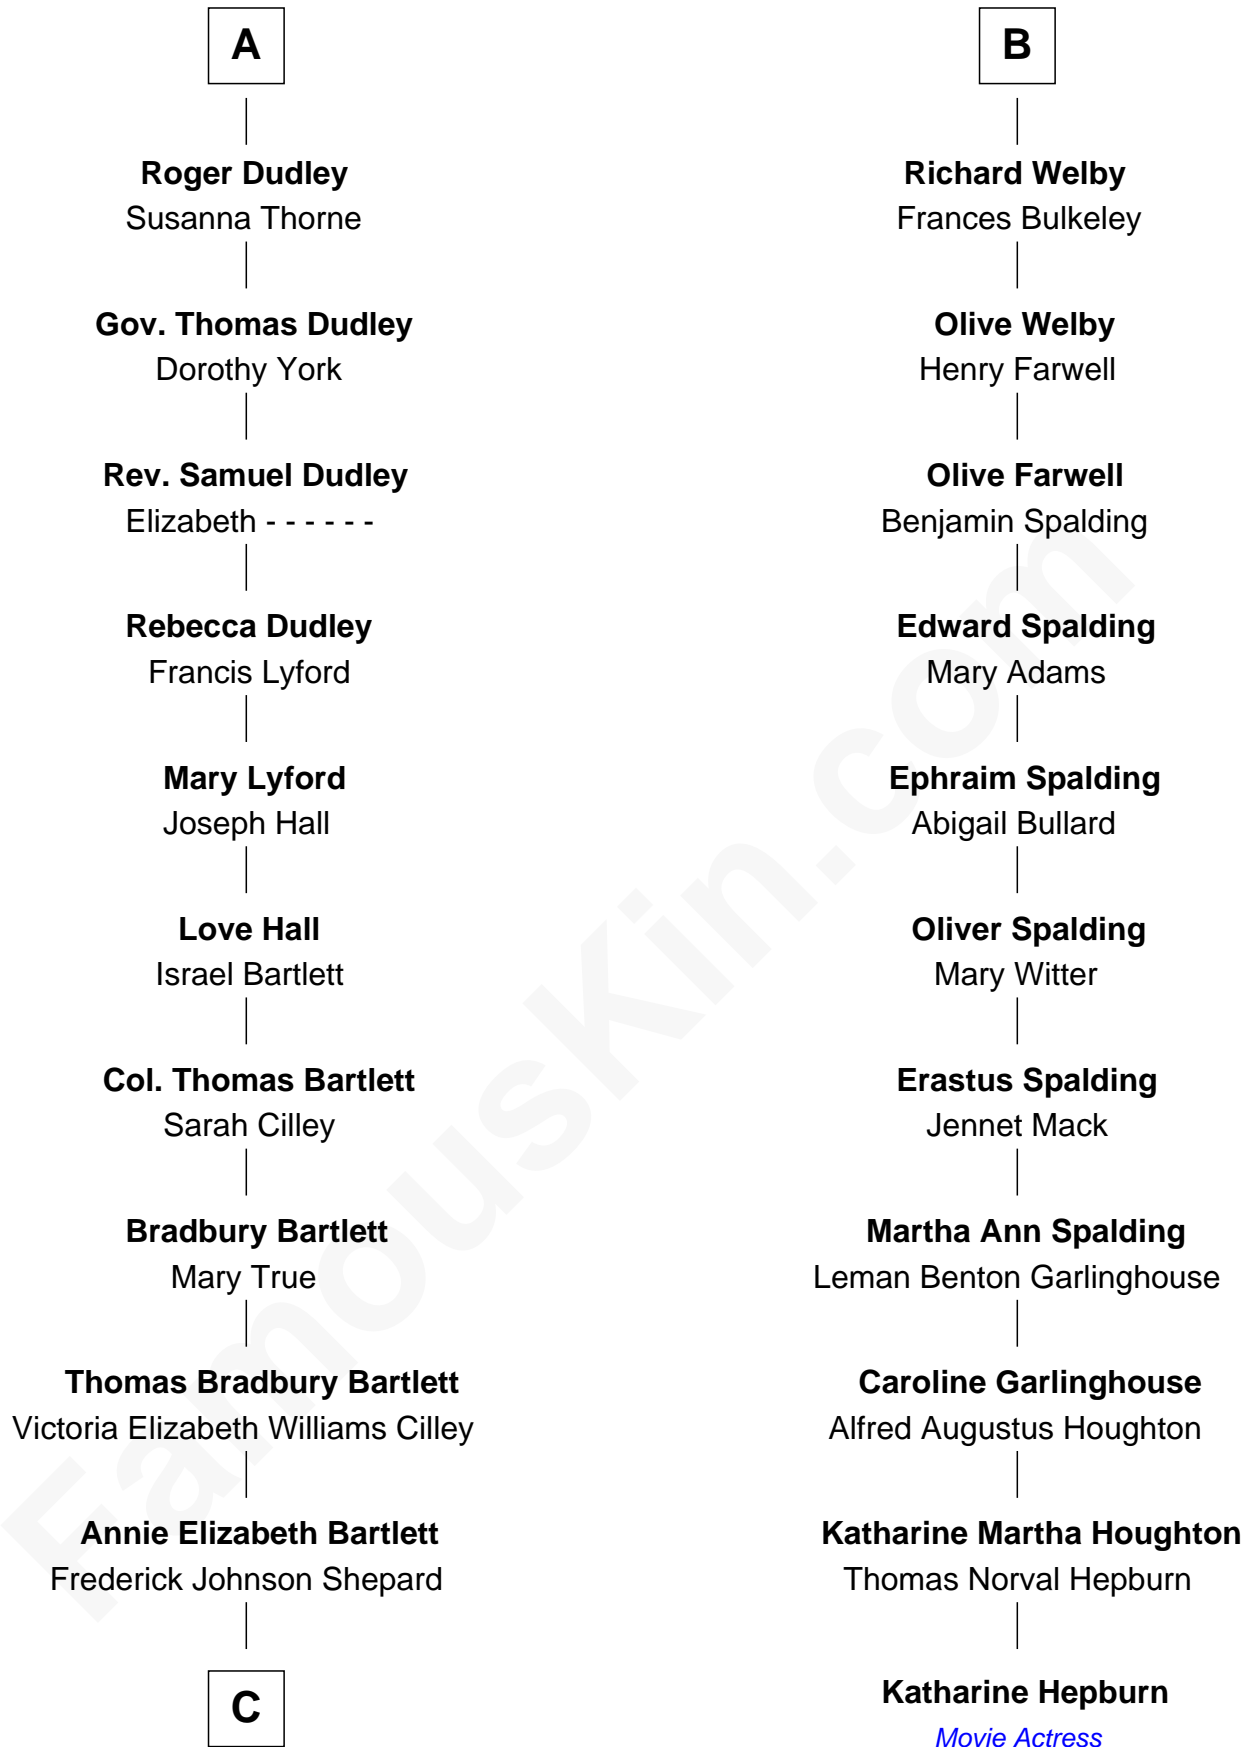 A
Roger Dudley
Susanna Thorne
Gov. Thomas Dudley
Dorothy York
Rev. Samuel Dudley
Elizabeth - - - - - -
Rebecca Dudley
Francis Lyford
Mary Lyford
Joseph Hall
Love Hall
Israel Bartlett
Col. Thomas Bartlett
Sarah Cilley
Bradbury Bartlett
Mary True
Thomas Bradbury Bartlett
Victoria Elizabeth Williams Cilley
Annie Elizabeth Bartlett
Frederick Johnson Shepard
C
B
Richard Welby
Frances Bulkeley
Olive Welby
Henry Farwell
Olive Farwell
Benjamin Spalding
Edward Spalding
Mary Adams
Ephraim Spalding
Abigail Bullard
Oliver Spalding
Mary Witter
Erastus Spalding
Jennet Mack
Martha Ann Spalding
Leman Benton Garlinghouse
Caroline Garlinghouse
Alfred Augustus Houghton
Katharine Martha Houghton
Thomas Norval Hepburn
Katharine Hepburn
Movie Actress
FamousKin.com